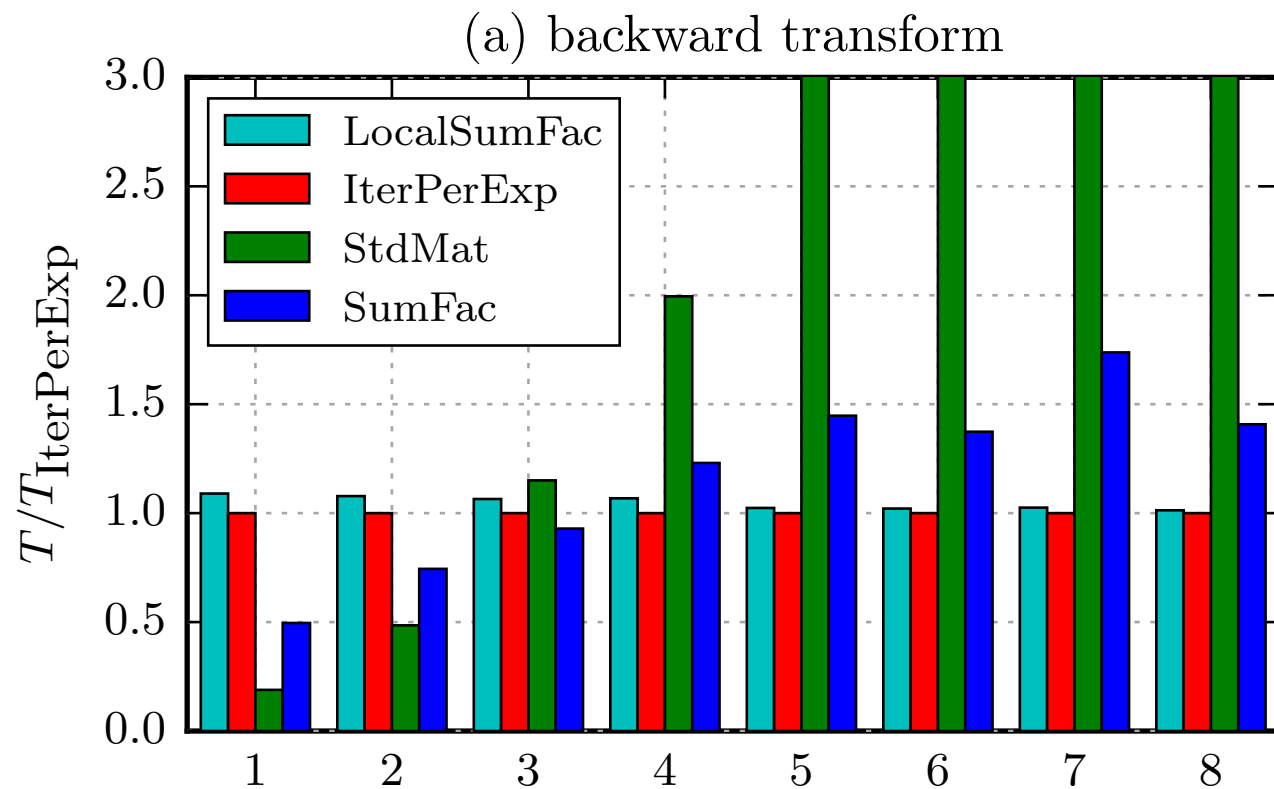 (a) backward transform
3.0
2.5
2.0
1.5
1.0
0.5
0.0
T/T_IterPerExp
LocalSumFac
IterPerExp
StdMat
SumFac
1 2 3 4 5 6 7 8